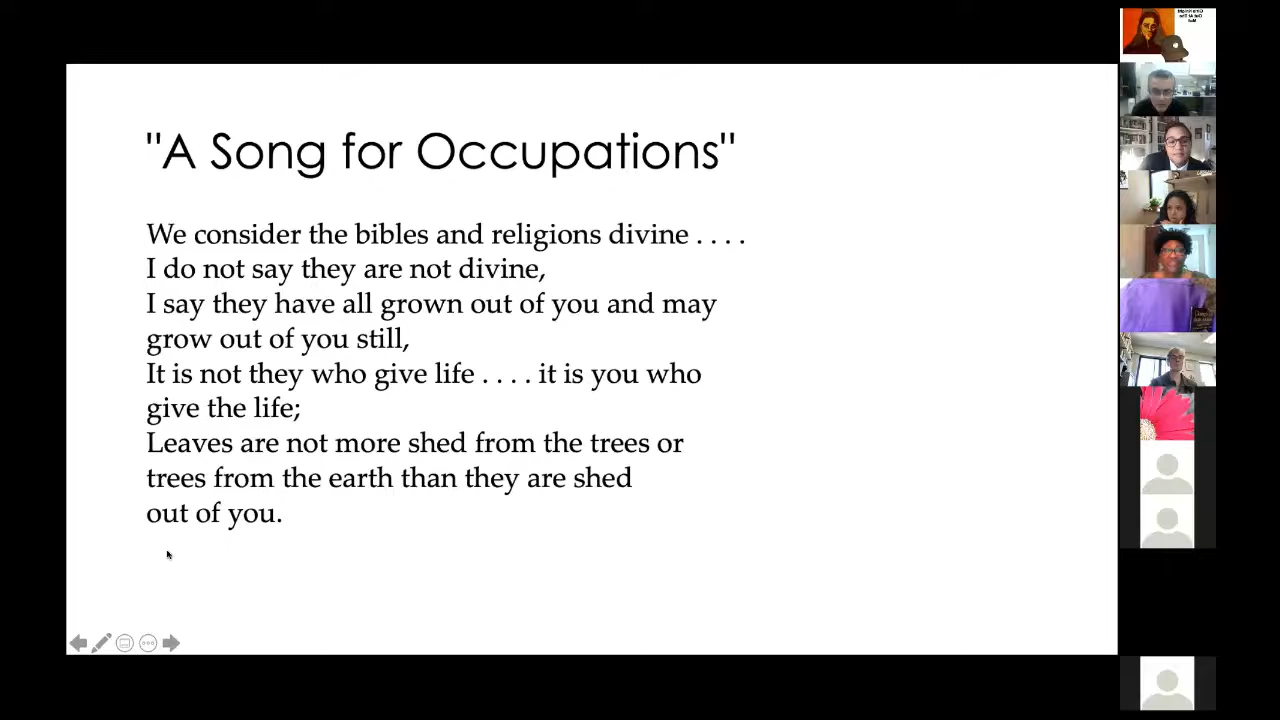 "A Song for Occupations"
We consider the bibles and religions divine . . . .
I do not say they are not divine,
I say they have all grown out of you and may
grow out of you still,
It is not they who give life . . . . it is you who
give the life;
Leaves are not more shed from the trees or
trees from the earth than they are shed
out of you.